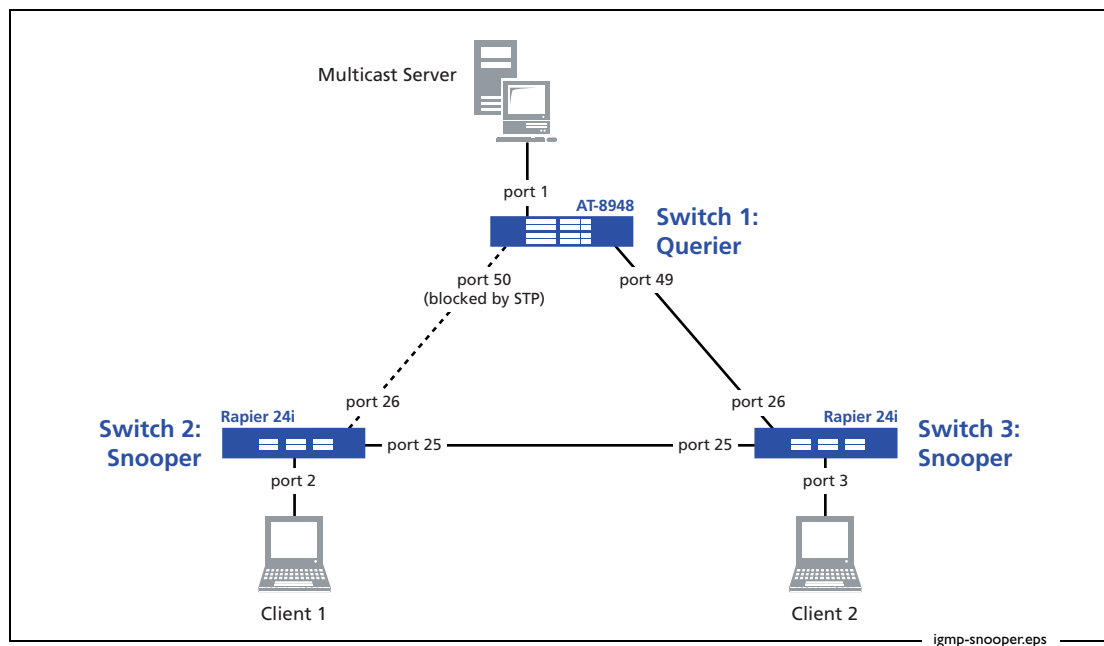 Multicast Server
port 1
AT-8948
Switch 1:
Querier
port 50
(blocked by STP)
port 49
port 26
port 26
Rapier 24i
Rapier 24i
Switch 2:
Snooper
port 25
port 25
Switch 3:
Snooper
port 2
port 3
Client 1
Client 2
igmp-snooper.eps